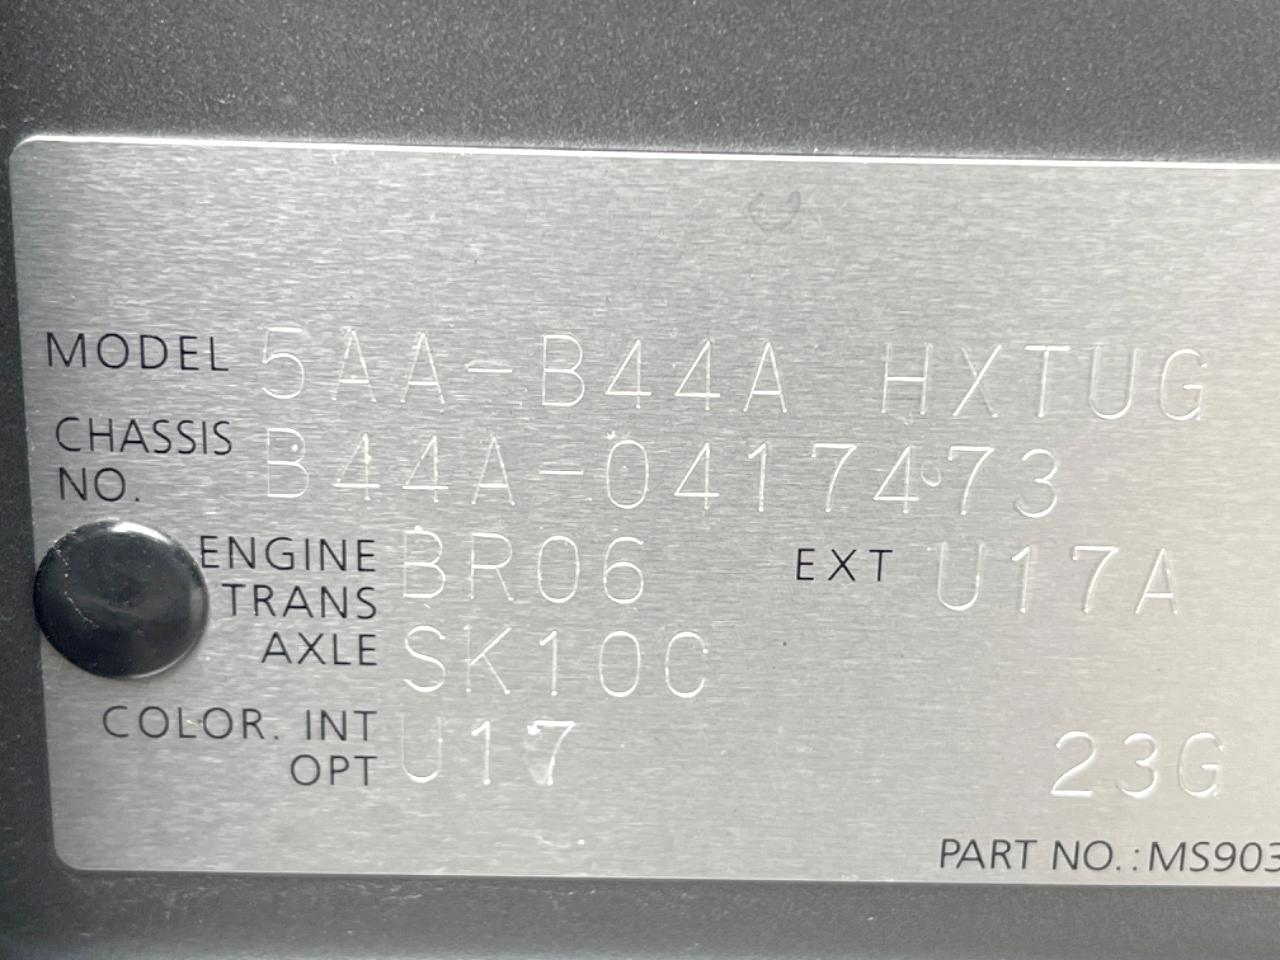 MODEL 5AA-B44A HXTUG
CHASSIS NO. B44A-0417473
ENGINE BR06 EXT U17A
TRANS AXLE SK10C
COLOR. INT OPT U17 23G
PART NO.:MS903